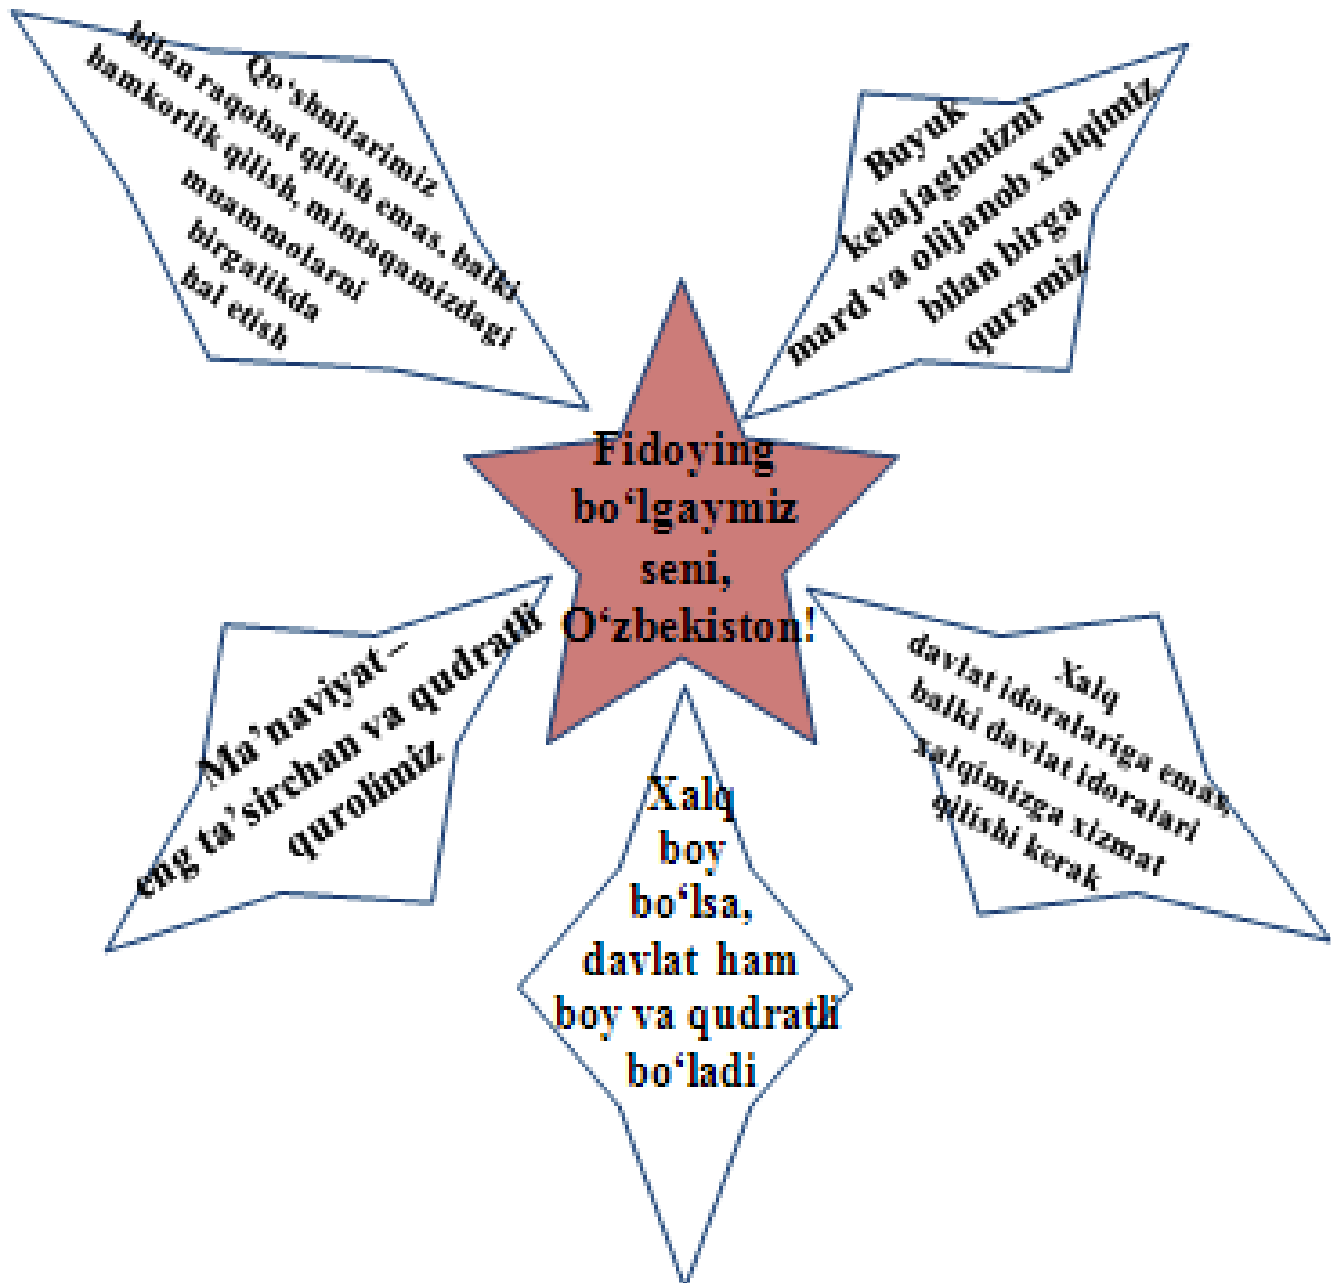 Qo‘shnilarimiz
bilan raqobat qilish emas, balki
hamkorlik qilish, mintaqamizdagi
muammolarni
birgalikda
hal etish
Buyuk
kelajagimizni
mard va olijanob xalqimiz
bilan birga
quramiz
Fidoying
bo‘lgaymiz
seni,
O‘zbekiston!
Ma’naviyat –
eng ta’sirchan va qudratli
qurolimiz
Xalq
davlat idoralariga emas,
balki davlat idoralari
xalqimizga xizmat
qilishi kerak
Xalq
boy
bo‘lsa,
davlat ham
boy va qudratli
bo‘ladi